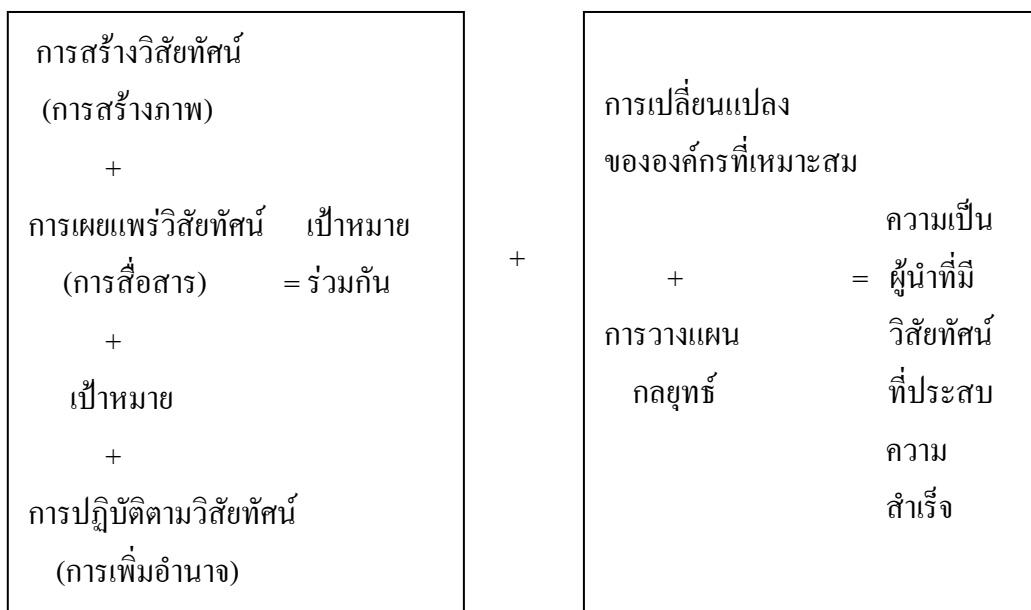 การสร้างวิสัยทัศน์
(การสร้างภาพ)
+
การเผยแพร่วิสัยทัศน์ เป้าหมาย
(การสื่อสาร) = ร่วมกัน
+
เป้าหมาย
+
การปฏิบัติตามวิสัยทัศน์
(การเพิ่มอำนาจ)
+
การเปลี่ยนแปลง
ขององค์กรที่เหมาะสม
+
การวางแผน
กลยุทธ์
=
ความเป็น
ผู้นำที่มี
วิสัยทัศน์
ที่ประสบ
ความ
สำเร็จ